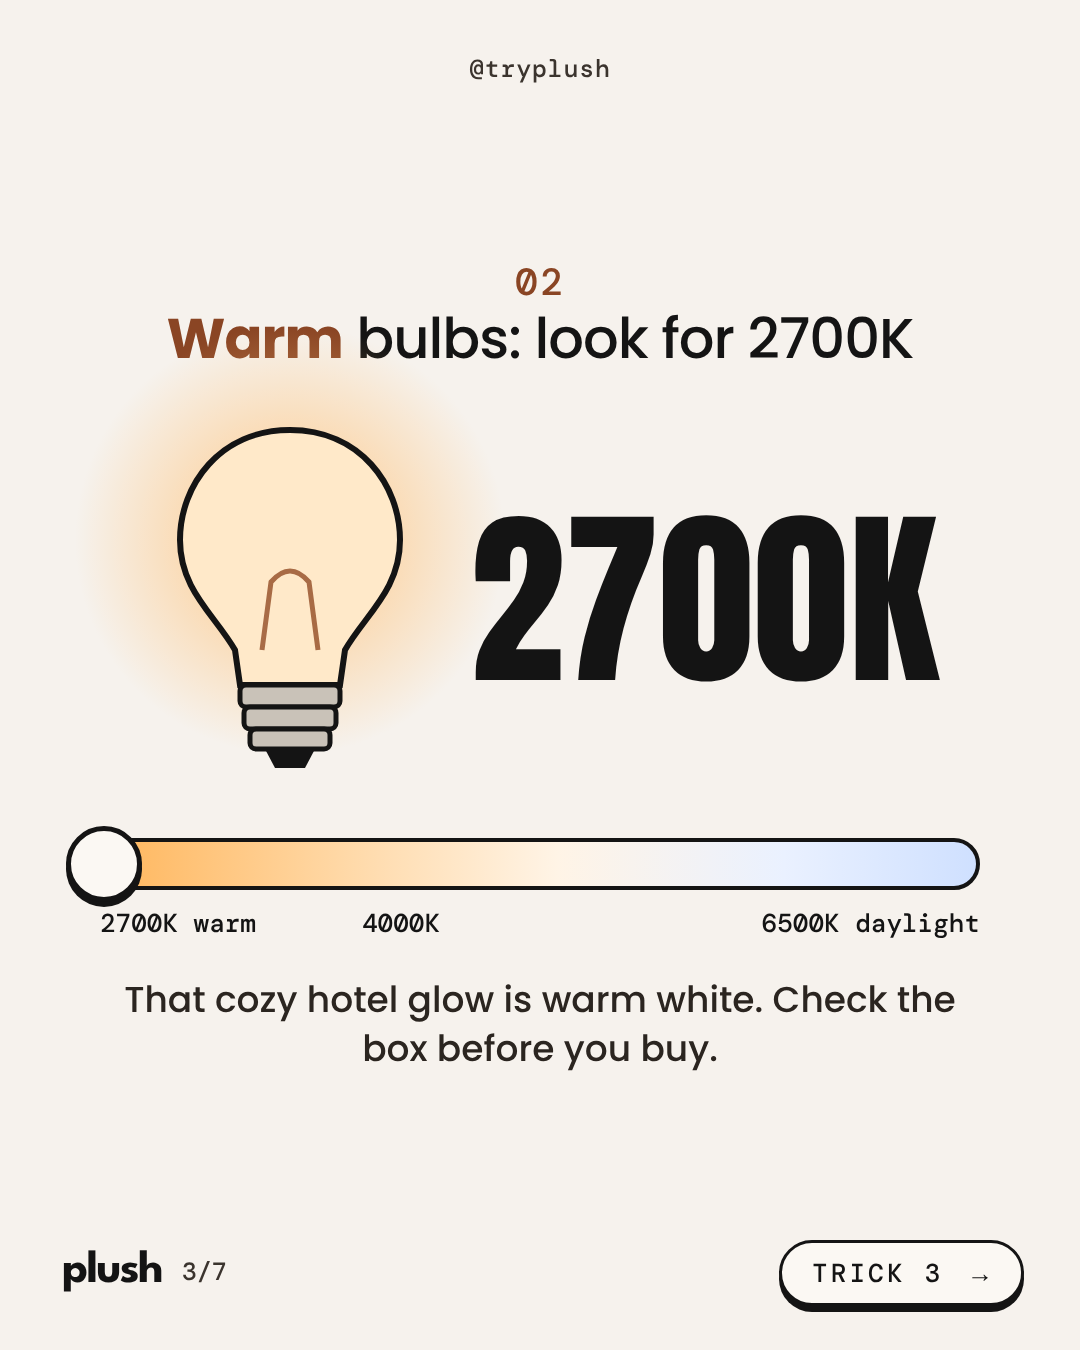 @tryplush
02
Warm bulbs: look for 2700K
2700K
2700K warm 4000K 6500K daylight
That cozy hotel glow is warm white. Check the
box before you buy.
plush 3/7
TRICK 3 →